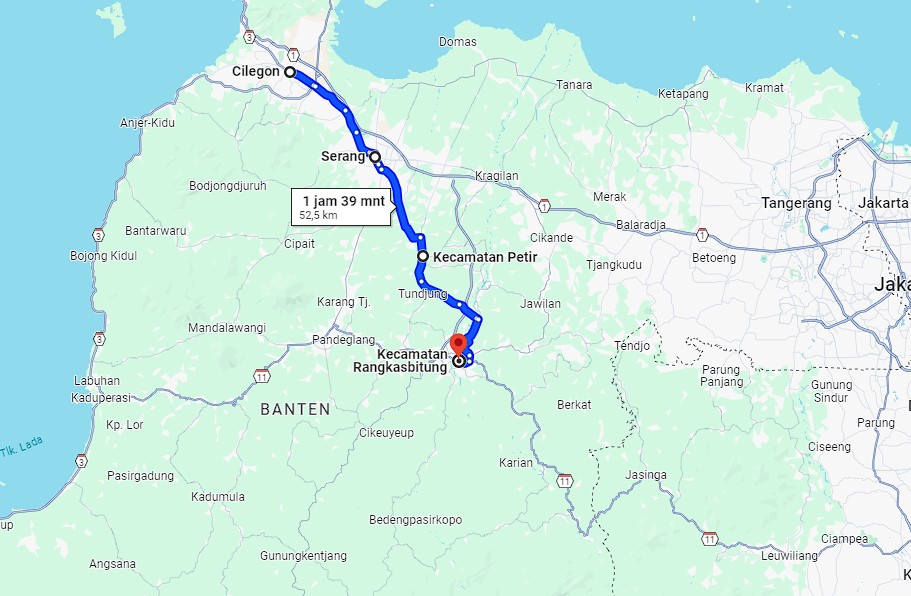 Domas
3
1
Cilegon
Tanara
Ketapang
Kramat
Anjer-Kidu
Serang
Kragilan
Bodjongdjuruh
1 jam 39 mnt
52,5 km
Merak
1
Tangerang
Jakarta
Balaradja
3
Bantarwaru
Cipait
Cikande
1
Bojong Kidul
Kecamatan Petir
Betoeng
Tjangkudu
Jaka
Tundjung
Karang Tj.
Jawilan
Mandalawangi
3
Pandeglang
Tendjo
Kecamatan
Rangkasbitung
Parung
Panjang
11
Labuhan
Kaduperasi
Gunung
Sindur
BANTEN
Berkat
Kp. Lor
Parung
Cikeuyeup
Tlk. Lada
Ciseeng
3
Karian
Pasirgadung
11
Jasinga
Kadumula
Bedengpasirkopo
up
11
Ciampea
Angsana
Gunungkentjang
Leuwiliang
K